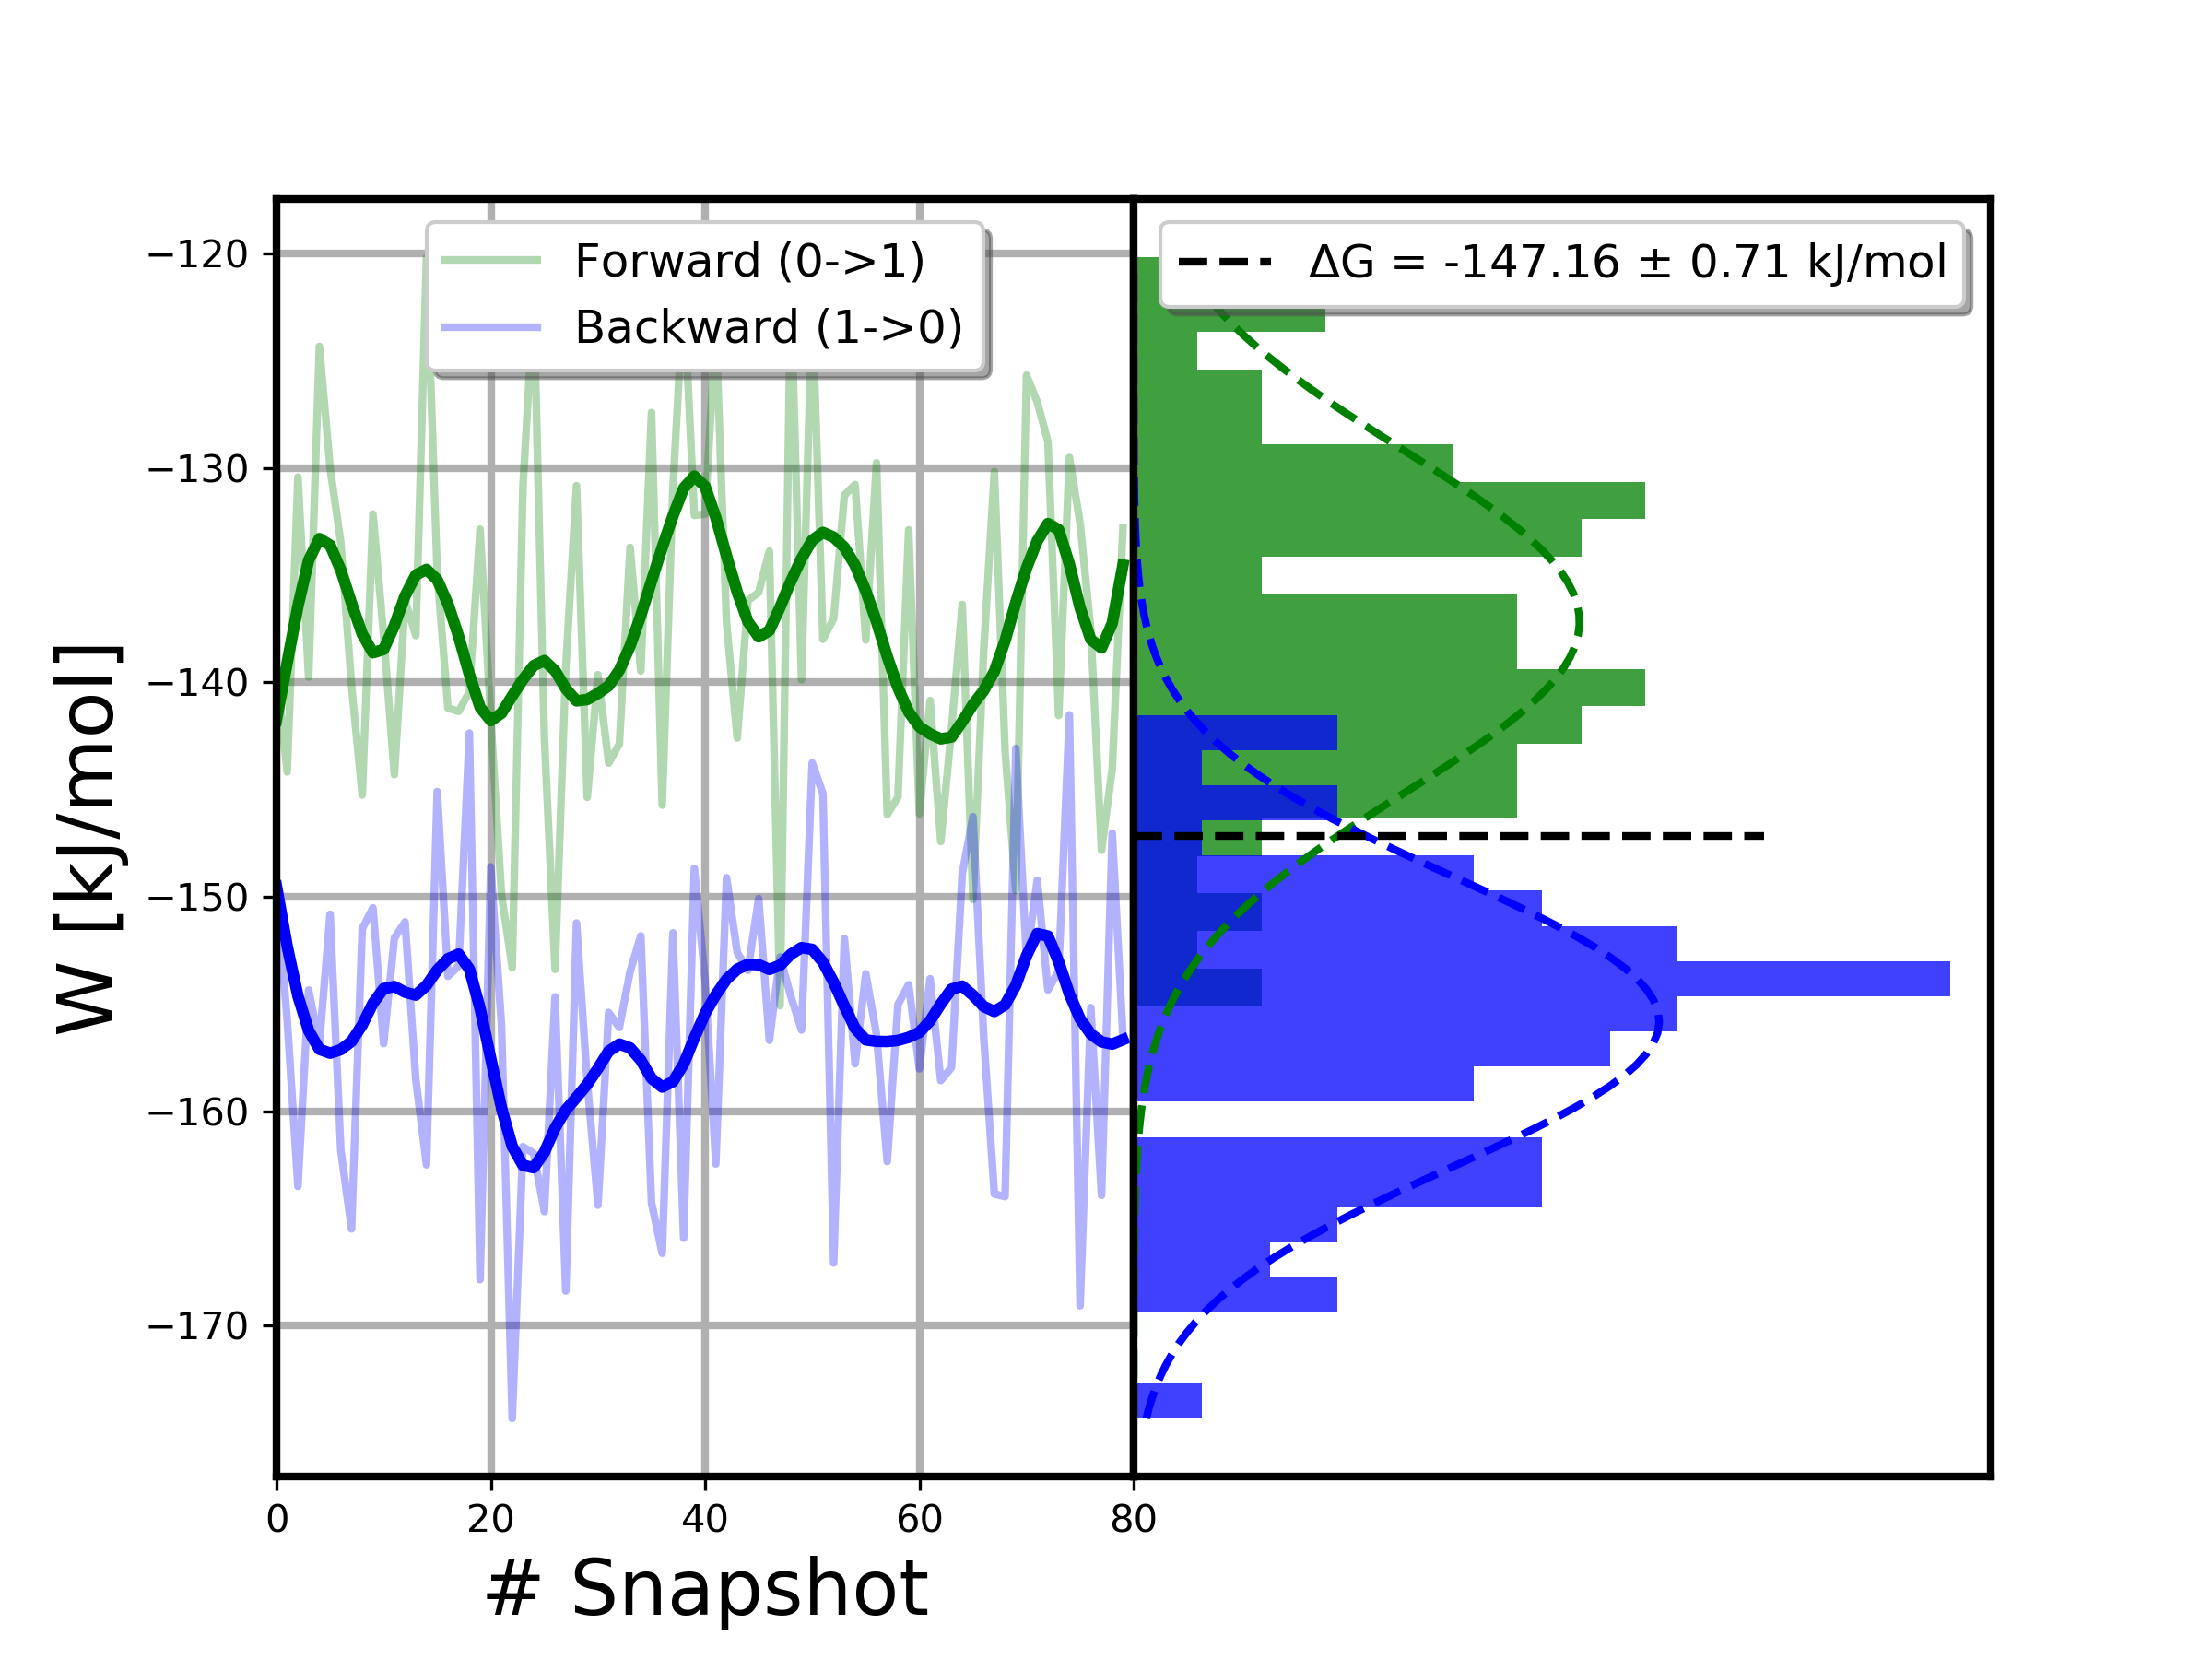 Forward (0->1)
Backward (1->0)
ΔG = -147.16 ± 0.71 kJ/mol
−120
−130
−140
−150
−160
−170
W [kJ/mol]
0 20 40 60 80
# Snapshot